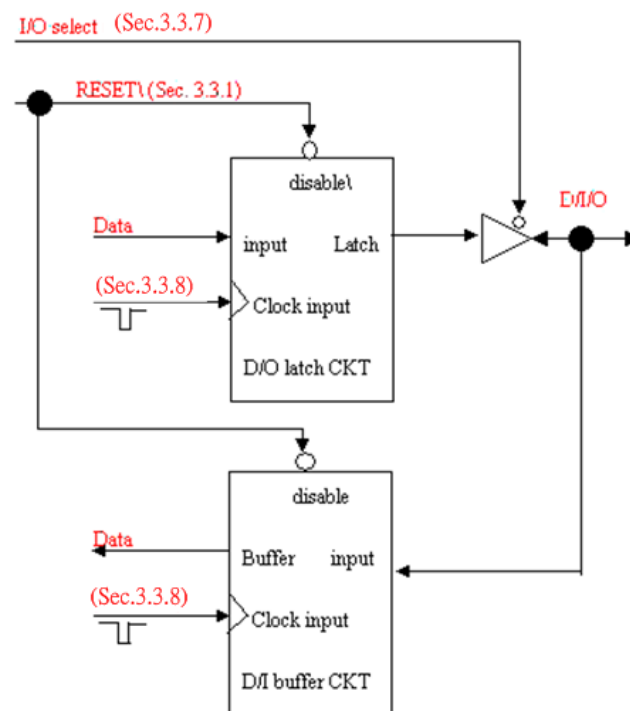 I/O select (Sec.3.3.7)
RESET\ (Sec. 3.3.1)
disable\
D/I/O
Data
input Latch
(Sec.3.3.8)
Clock input
D/O latch CKT
disable
Data
Buffer input
(Sec.3.3.8)
Clock input
D/I buffer CKT